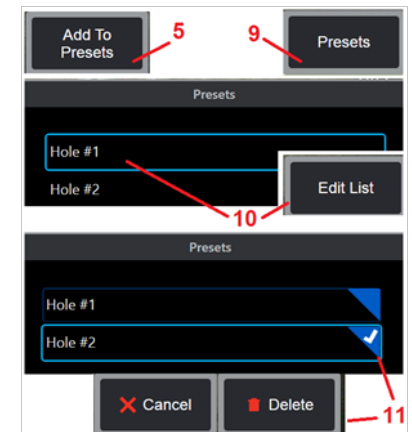 Add To
Presets
5
9
Presets
Presets
Hole #1
Hole #2
Edit List
10
Presets
Hole #1
Hole #2
Cancel
Delete
11